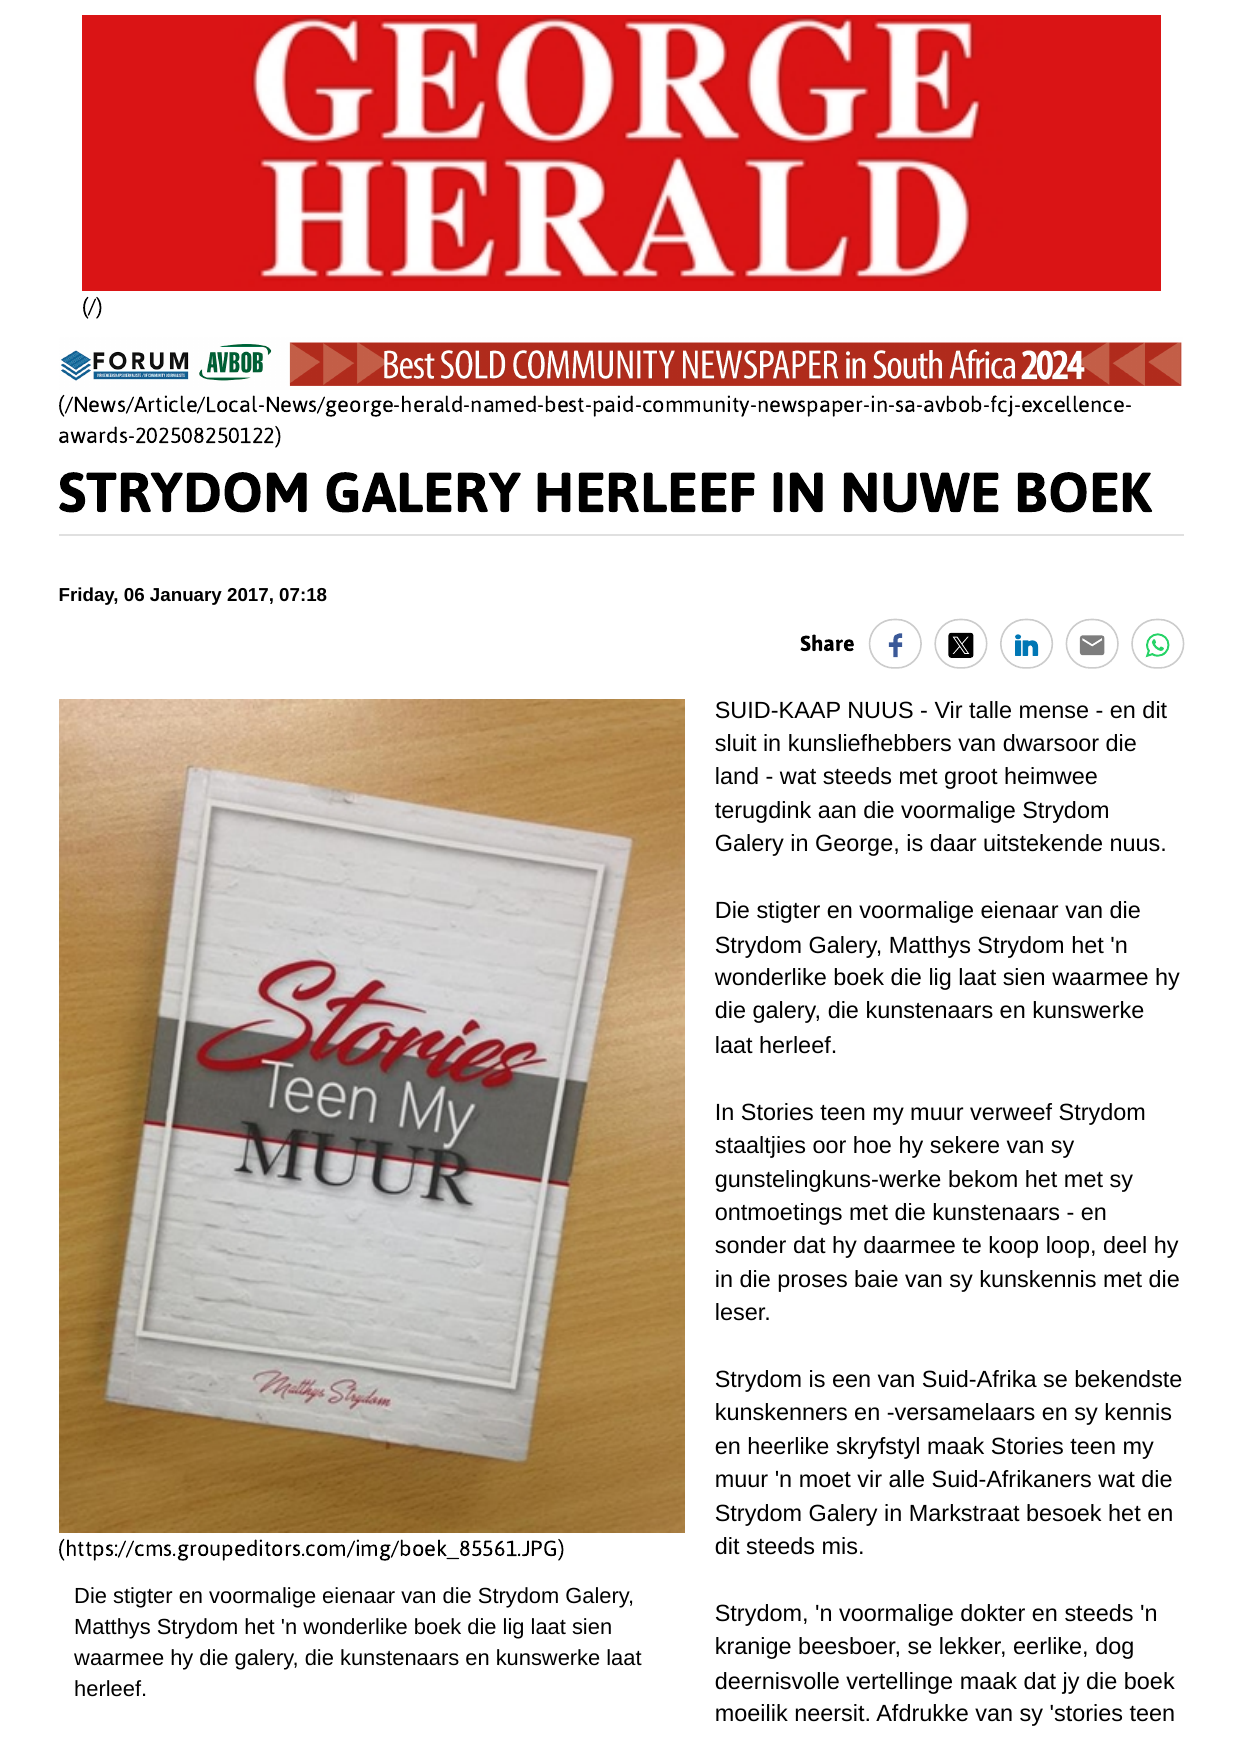 GEORGE
HERALD
(/)
FORUM AVBOB Best SOLD COMMUNITY NEWSPAPER in South Africa 2024
(/News/Article/Local-News/george-herald-named-best-paid-community-newspaper-in-sa-avbob-fcj-excellence-
awards-202508250122)
STRYDOM GALERY HERLEEF IN NUWE BOEK
Friday, 06 January 2017, 07:18
Share
Stories
Teen My
MUUR
Matthys Strydom
(https://cms.groupeditors.com/img/boek_85561.JPG)
Die stigter en voormalige eienaar van die Strydom Galery,
Matthys Strydom het 'n wonderlike boek die lig laat sien
waarmee hy die galery, die kunstenaars en kunswerke laat
herleef.
SUID-KAAP NUUS - Vir talle mense - en dit
sluit in kunsliefhebbers van dwarsoor die
land - wat steeds met groot heimwee
terugdink aan die voormalige Strydom
Galery in George, is daar uitstekende nuus.
Die stigter en voormalige eienaar van die
Strydom Galery, Matthys Strydom het 'n
wonderlike boek die lig laat sien waarmee hy
die galery, die kunstenaars en kunswerke
laat herleef.
In Stories teen my muur verweef Strydom
staaltjies oor hoe hy sekere van sy
gunstelingkuns-werke bekom het met sy
ontmoetings met die kunstenaars - en
sonder dat hy daarmee te koop loop, deel hy
in die proses baie van sy kunskennis met die
leser.
Strydom is een van Suid-Afrika se bekendste
kunskenners en -versamelaars en sy kennis
en heerlike skryfstyl maak Stories teen my
muur 'n moet vir alle Suid-Afrikaners wat die
Strydom Galery in Markstraat besoek het en
dit steeds mis.
Strydom, 'n voormalige dokter en steeds 'n
kranige beesboer, se lekker, eerlike, dog
deernisvolle vertellinge maak dat jy die boek
moeilik neersit. Afdrukke van sy 'stories teen